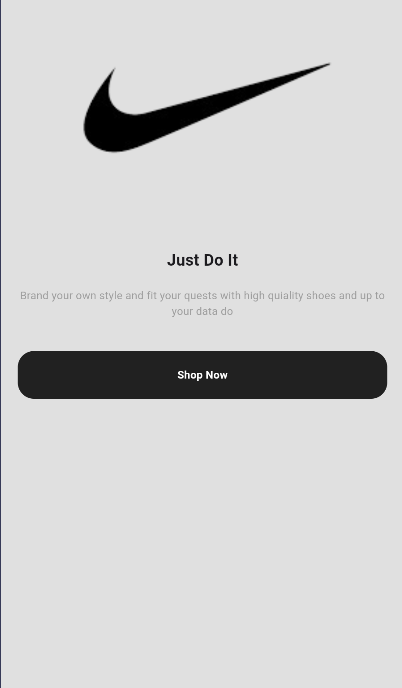 Just Do It
Brand your own style and fit your quests with high quiality shoes and up to
your data do
Shop Now